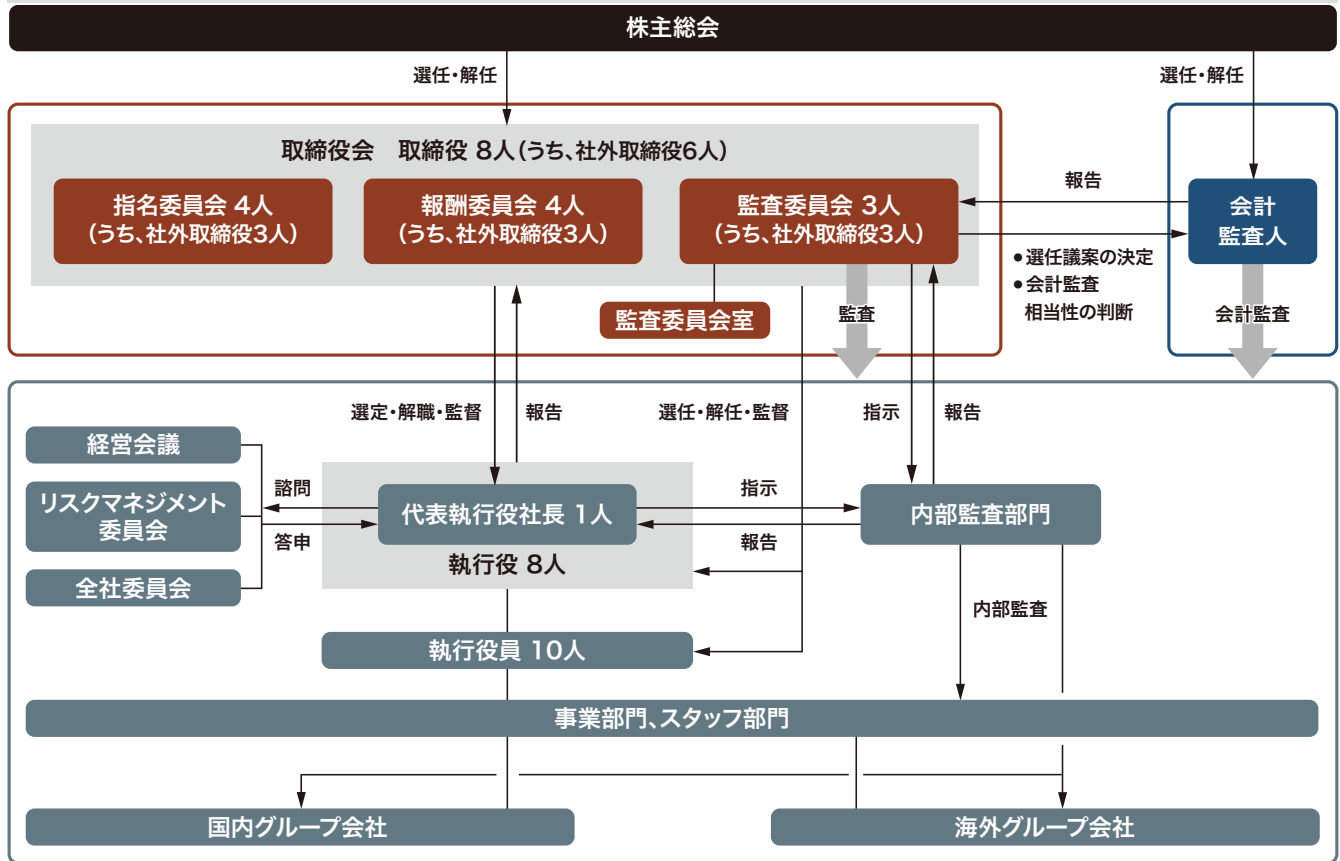 株主総会
選任・解任
選任・解任
取締役会　取締役 8人(うち、社外取締役6人)
指名委員会 4人
(うち、社外取締役3人)
報酬委員会 4人
(うち、社外取締役3人)
監査委員会 3人
(うち、社外取締役3人)
報告
会計
監査人
●選任議案の決定
●会計監査
相当性の判断
監査委員会室
監査
会計監査
選定・解職・監督
報告
選任・解任・監督
指示
報告
経営会議
リスクマネジメント
委員会
全社委員会
諮問
答申
代表執行役社長 1人
執行役 8人
指示
報告
内部監査部門
内部監査
執行役員 10人
事業部門、スタッフ部門
国内グループ会社
海外グループ会社